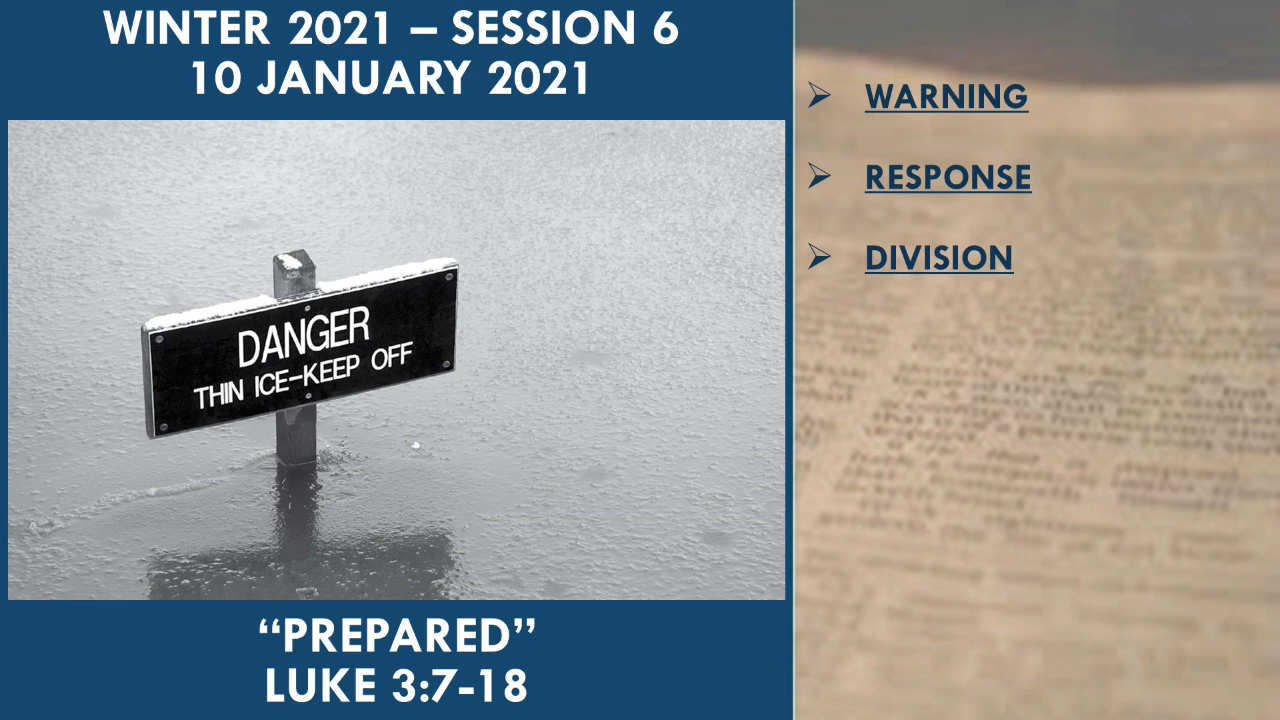 WINTER 2021 – SESSION 6
10 JANUARY 2021
DANGER
THIN ICE–KEEP OFF
“PREPARED”
LUKE 3:7-18
➢ WARNING
➢ RESPONSE
➢ DIVISION